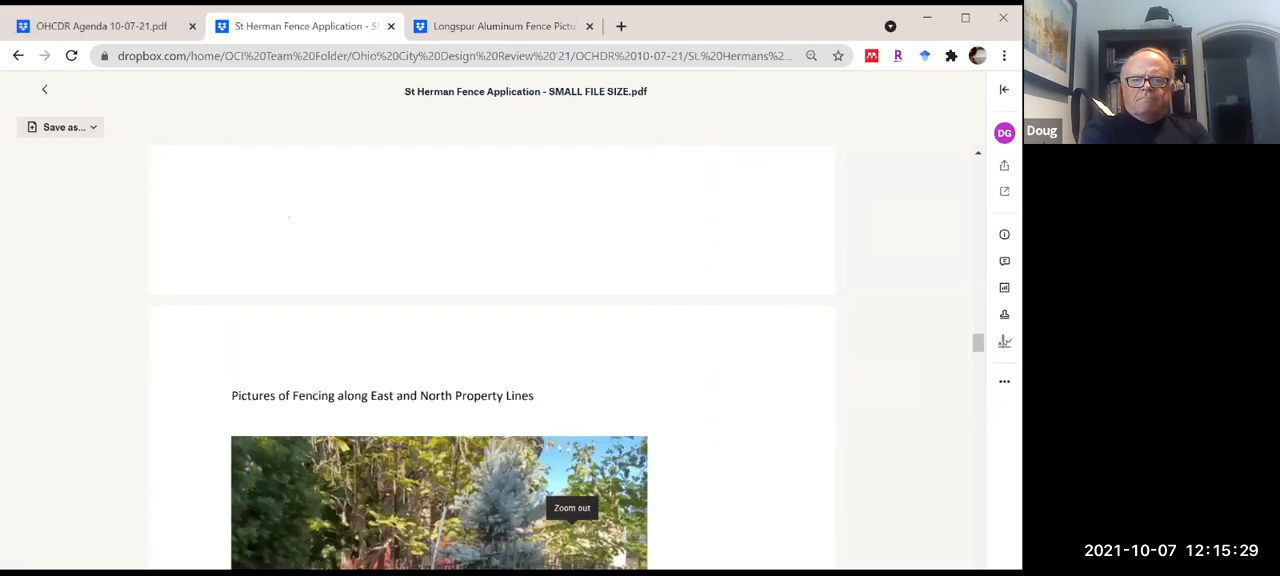 OHCDR Agenda 10-07-21.pdf
St Herman Fence Application - S
Longspur Aluminum Fence Pictu
dropbox.com/home/OCI%20Team%20Folder/Ohio%20City%20Design%20Review%20'21/OCHDR%2010-07-21/St.%20Hermans%2...
St Herman Fence Application - SMALL FILE SIZE.pdf
Save as...
DG
Doug
Pictures of Fencing along East and North Property Lines
Zoom out
2021-10-07 12:15:29